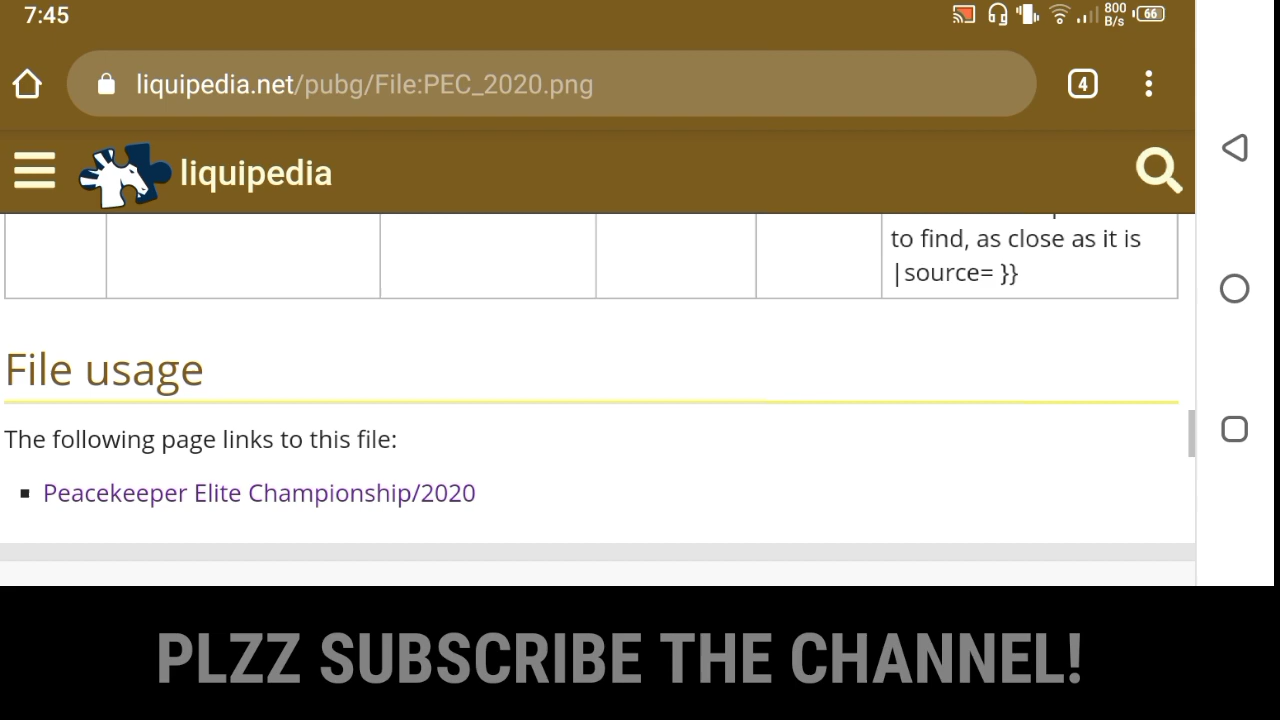 7:45
800
B/s
66
liquipedia.net/pubg/File:PEC_2020.png
4
liquipedia
to find, as close as it is
|source= }}
File usage
The following page links to this file:
Peacekeeper Elite Championship/2020
PLZZ SUBSCRIBE THE CHANNEL!